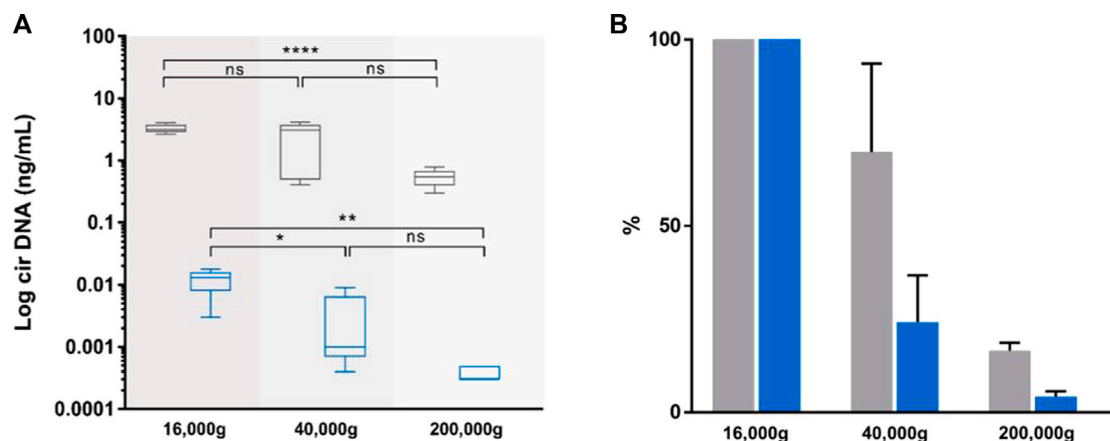 A
Log cir DNA (ng/mL)
100
10
1
0.1
0.01
0.001
0.0001
****
ns
ns
**
*
ns
16,000g
40,000g
200,000g
B
%
100
50
0
16,000g
40,000g
200,000g